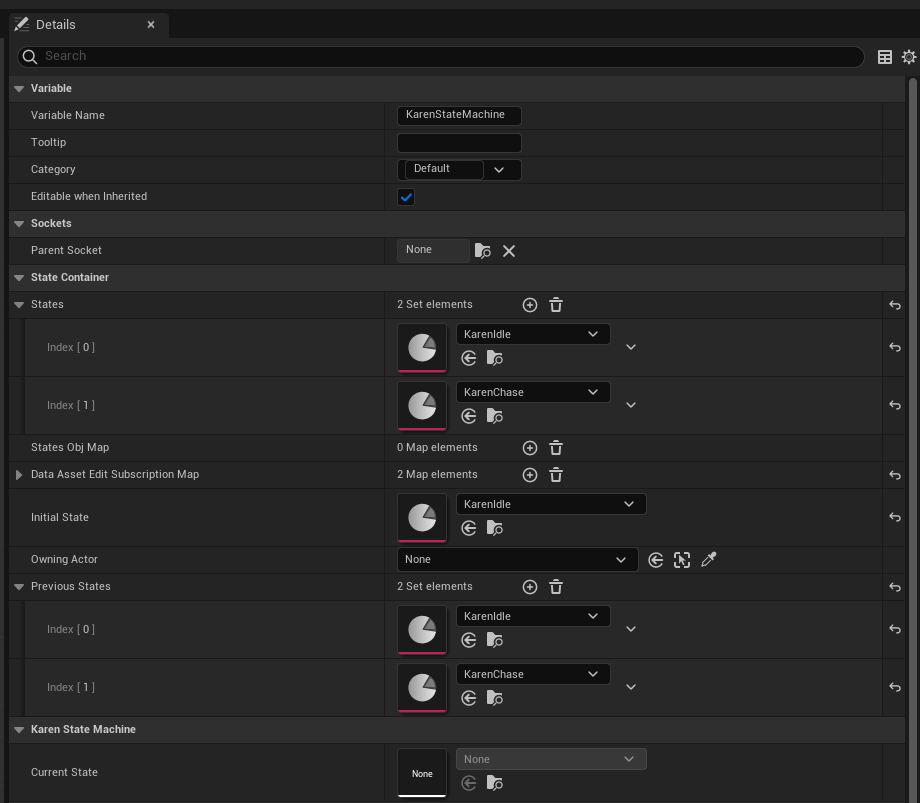 Details
Search
Variable
Variable Name KarenStateMachine
Tooltip
Category Default
Editable when Inherited
Sockets
Parent Socket None
State Container
States 2 Set elements
Index [ 0 ] KarenIdle
Index [ 1 ] KarenChase
States Obj Map 0 Map elements
Data Asset Edit Subscription Map 2 Map elements
Initial State KarenIdle
Owning Actor None
Previous States 2 Set elements
Index [ 0 ] KarenIdle
Index [ 1 ] KarenChase
Karen State Machine
Current State None None